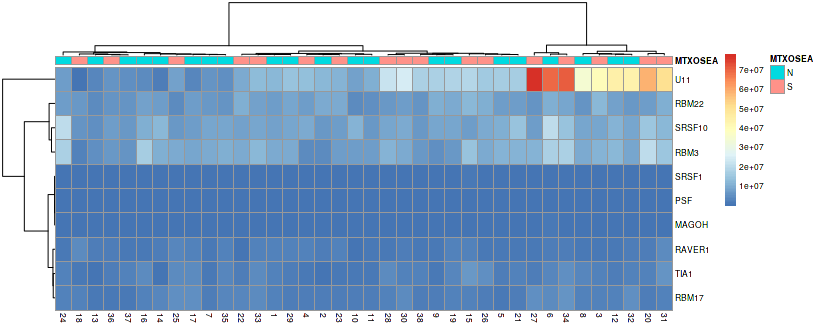 MTXOSEA
U11
RBM22
SRSF10
RBM3
SRSF1
PSF
MAGOH
RAVER1
TIA1
RBM17
24 18 13 36 37 16 14 25 17 7 35 22 33 1 29 4 2 23 10 11 28 30 38 9 19 15 26 5 21 27 6 34 8 3 12 32 20 31
7e+07
6e+07
5e+07
4e+07
3e+07
2e+07
1e+07
MTXOSEA
N
S